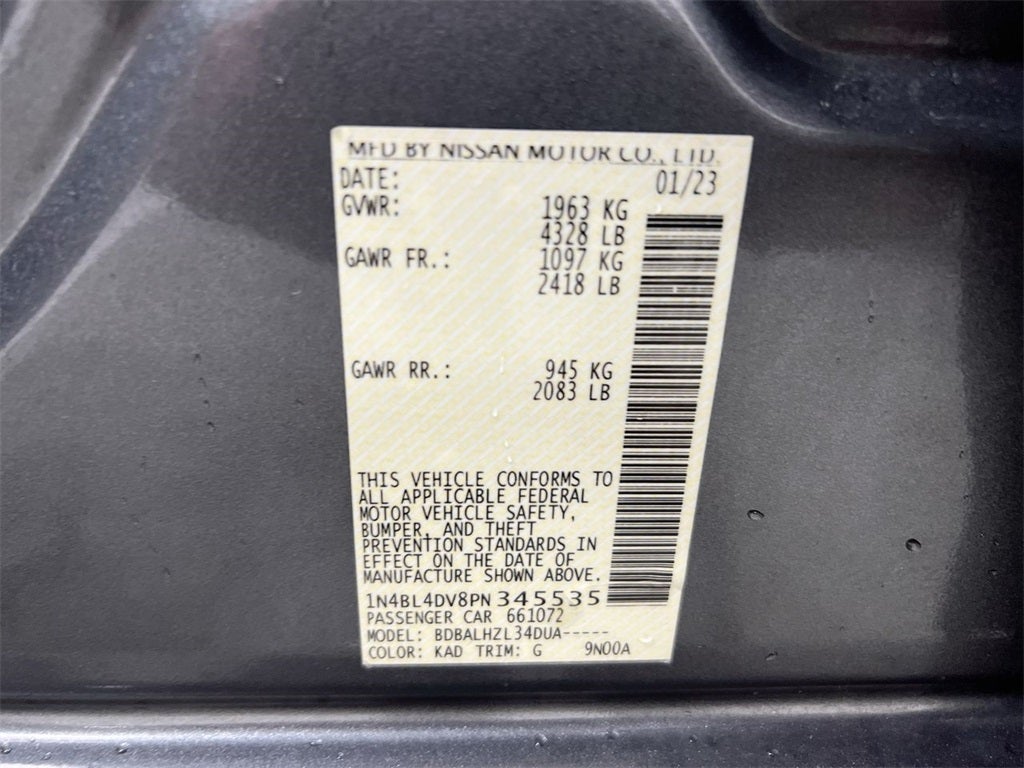 MFD BY NISSAN MOTOR CO., LTD.
DATE: 01/23
GVWR: 1963 KG
4328 LB
GAWR FR.: 1097 KG
2418 LB
GAWR RR.: 945 KG
2083 LB
THIS VEHICLE CONFORMS TO
ALL APPLICABLE FEDERAL
MOTOR VEHICLE SAFETY,
BUMPER, AND THEFT
PREVENTION STANDARDS IN
EFFECT ON THE DATE OF
MANUFACTURE SHOWN ABOVE.
1N4BL4DV8PN 345535
PASSENGER CAR 661072
MODEL: BDBALHZL34DUA-----
COLOR: KAD TRIM: G 9N00A